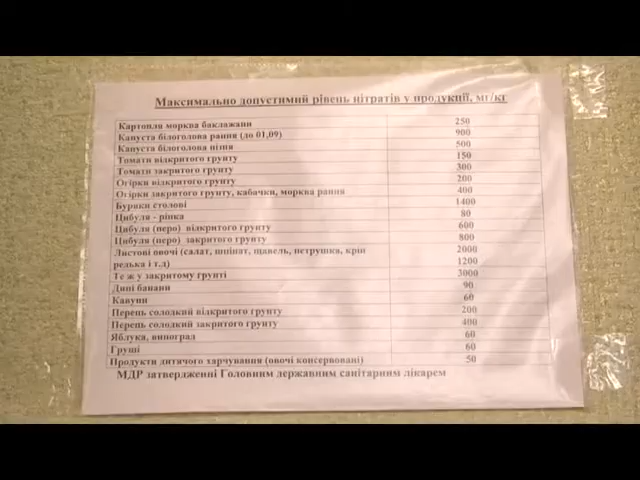 Максимально допустимий рівень нітратів у продукції, мг/кг
Картопля морква баклажани 250
Капуста білоголова рання (до 01,09) 900
Капуста білоголова пізня 500
Томати відкритого грунту 150
Томати закритого грунту 300
Огірки відкритого грунту 200
Огірки закритого грунту, кабачки, морква рання 400
Буряки столові 1400
Цибуля - ріпка 80
Цибуля (перо) відкритого грунту 600
Цибуля (перо) закритого грунту 800
Листові овочі (салат, шпінат, щавель, петрушка, кріп 2000
редька і т.д) 1200
Те ж у закритому грунті 3000
Дині банани 90
Кавуни 60
Перець солодкий відкритого грунту 200
Перець солодкий закритого грунту 400
Яблука, виноград 60
Груші 60
Продукти дитячого харчування (овочі консервовані) 50
МДР затвердженні Головним державним санітарним лікарем